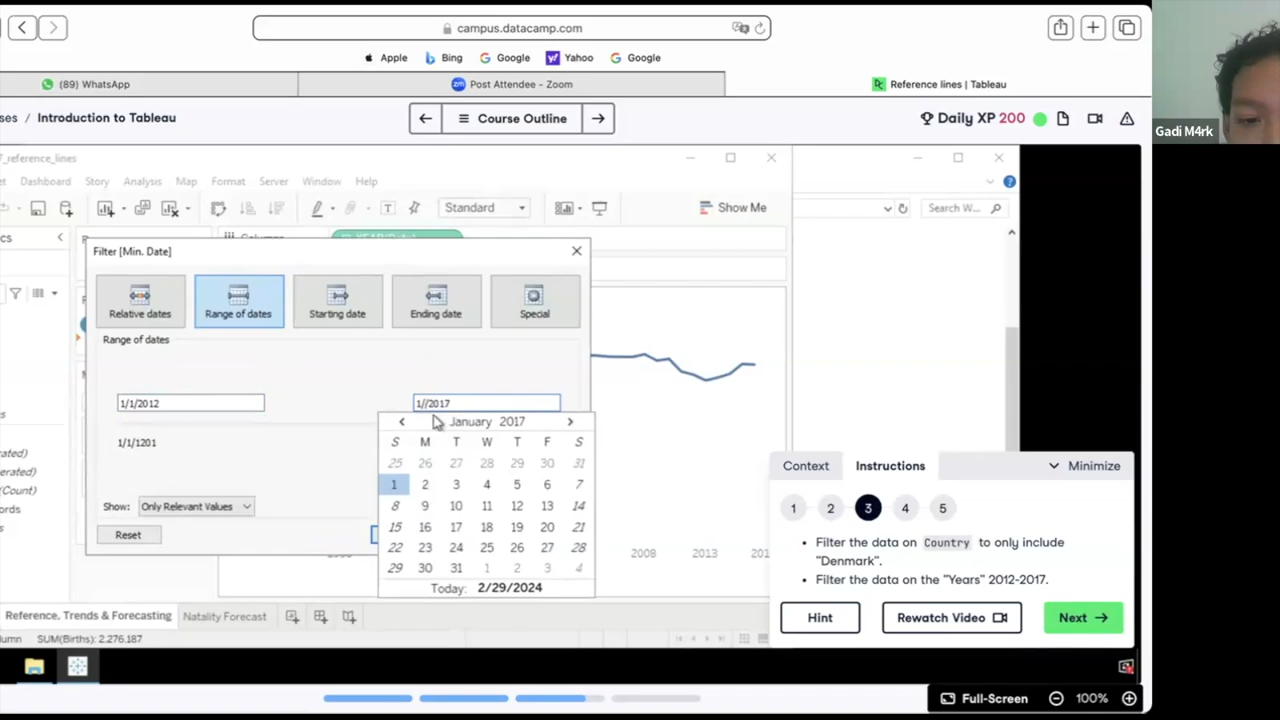 campus.datacamp.com
Apple Bing Google Yahoo Google
(89) WhatsApp Post Attendee - Zoom Reference lines | Tableau
ses / Introduction to Tableau Course Outline Daily XP 200
Gadi M4rk
7_reference_lines
Dashboard Story Analysis Map Format Server Window Help
Standard Show Me Search W...
Filter [Min. Date]
Relative dates Range of dates Starting date Ending date Special
Range of dates
1/1/2012 1//2017
1/1/1201
January 2017
S M T W T F S
25 26 27 28 29 30 31
1 2 3 4 5 6 7
8 9 10 11 12 13 14
15 16 17 18 19 20 21
22 23 24 25 26 27 28
29 30 31 1 2 3 4
Today: 2/29/2024
Show: Only Relevant Values
Reset
2008 2013
Context Instructions Minimize
1 2 3 4 5
Filter the data on Country to only include
"Denmark".
Filter the data on the "Years" 2012-2017.
Hint Rewatch Video Next
Reference, Trends & Forecasting Natality Forecast
SUM(Births): 2,276,187
Full-Screen 100%